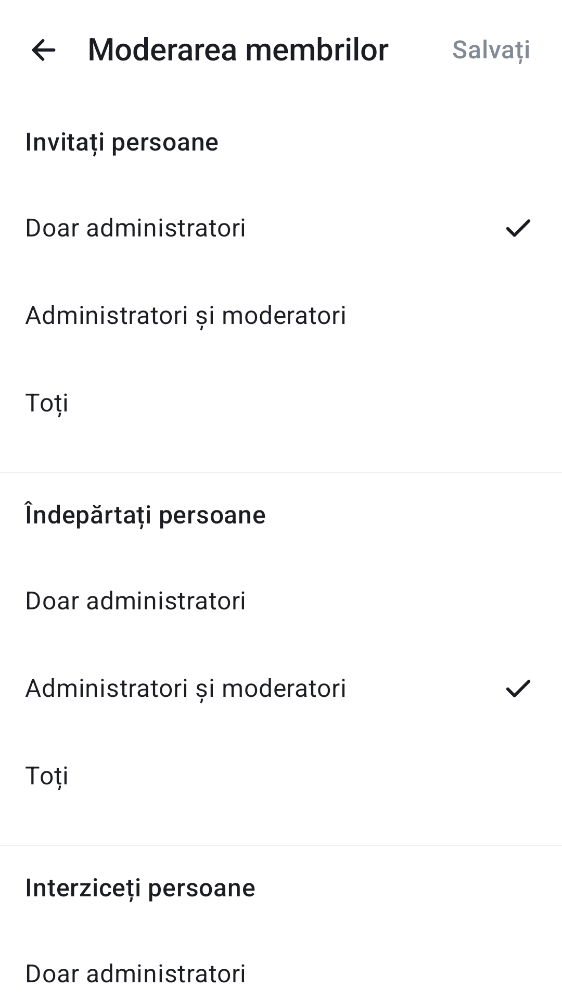 Moderarea membrilor
Salvați
Invitați persoane
Doar administratori
Administratori și moderatori
Toți
Îndepărtați persoane
Doar administratori
Administratori și moderatori
Toți
Interziceți persoane
Doar administratori